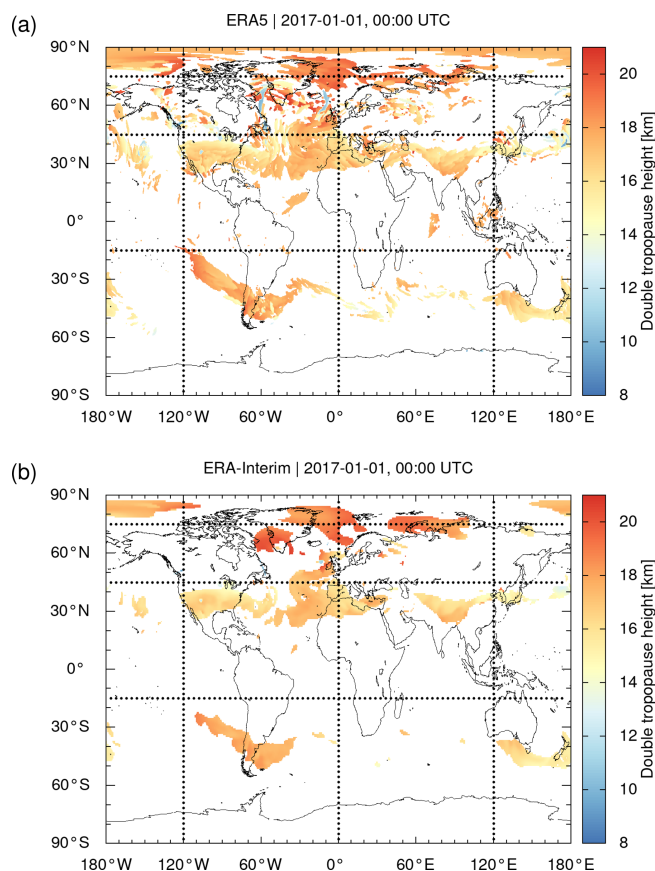 (a)
ERA5 | 2017-01-01, 00:00 UTC
90°N
60°N
30°N
0°
30°S
60°S
90°S
180°W 120°W 60°W 0° 60°E 120°E 180°E
20
18
16
14
12
10
8
Double tropopause height [km]
(b)
ERA-Interim | 2017-01-01, 00:00 UTC
90°N
60°N
30°N
0°
30°S
60°S
90°S
180°W 120°W 60°W 0° 60°E 120°E 180°E
20
18
16
14
12
10
8
Double tropopause height [km]